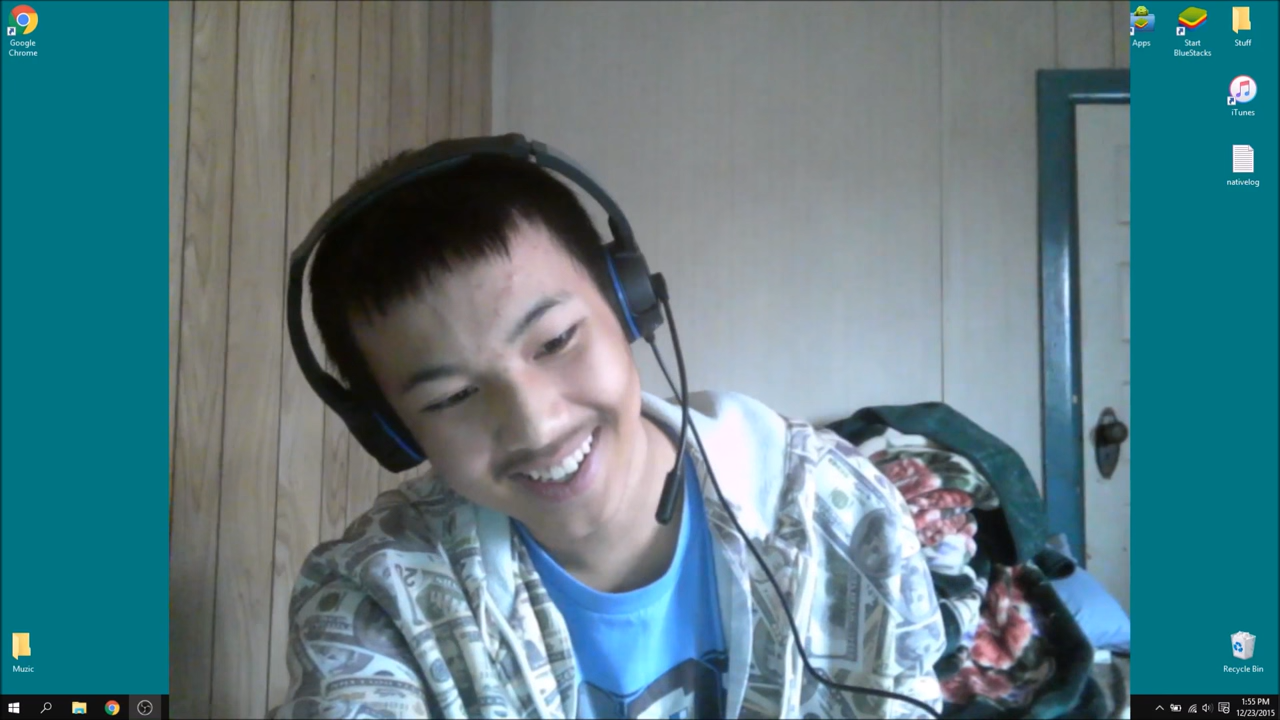 Google
Chrome
Apps
Start
BlueStacks
Stuff
iTunes
nativelog
Muzic
Recycle Bin
1:55 PM
12/23/2015